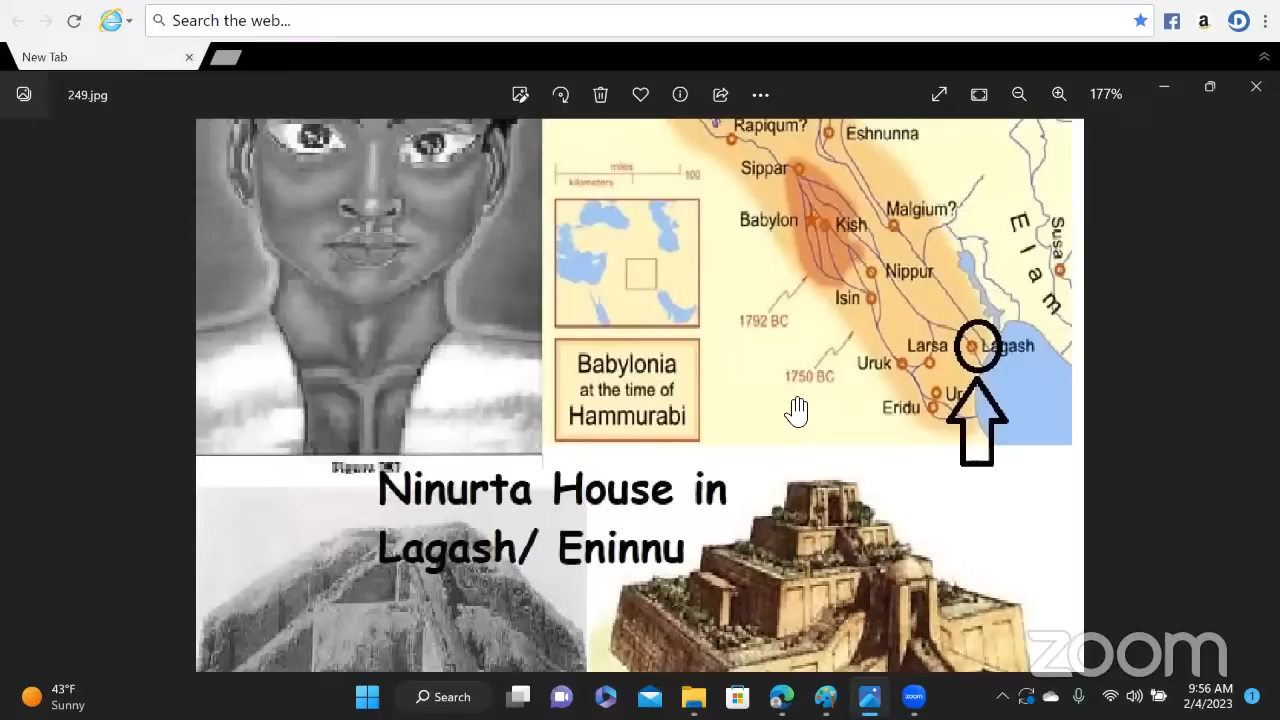 Search the web...
New Tab
249.jpg
177%
Rapiqum?
Eshnunna
miles
kilometers
100
Sippar
Babylon
Kish
Malgium?
Elam
Susa
Nippur
Isin
1792 BC
Larsa
Lagash
Uruk
1750 BC
Ur
Eridu
Babylonia
at the time of
Hammurabi
Ninurta House in
Lagash/ Eninnu
zoom
43°F
Sunny
Search
zoom
9:56 AM
2/4/2023
1